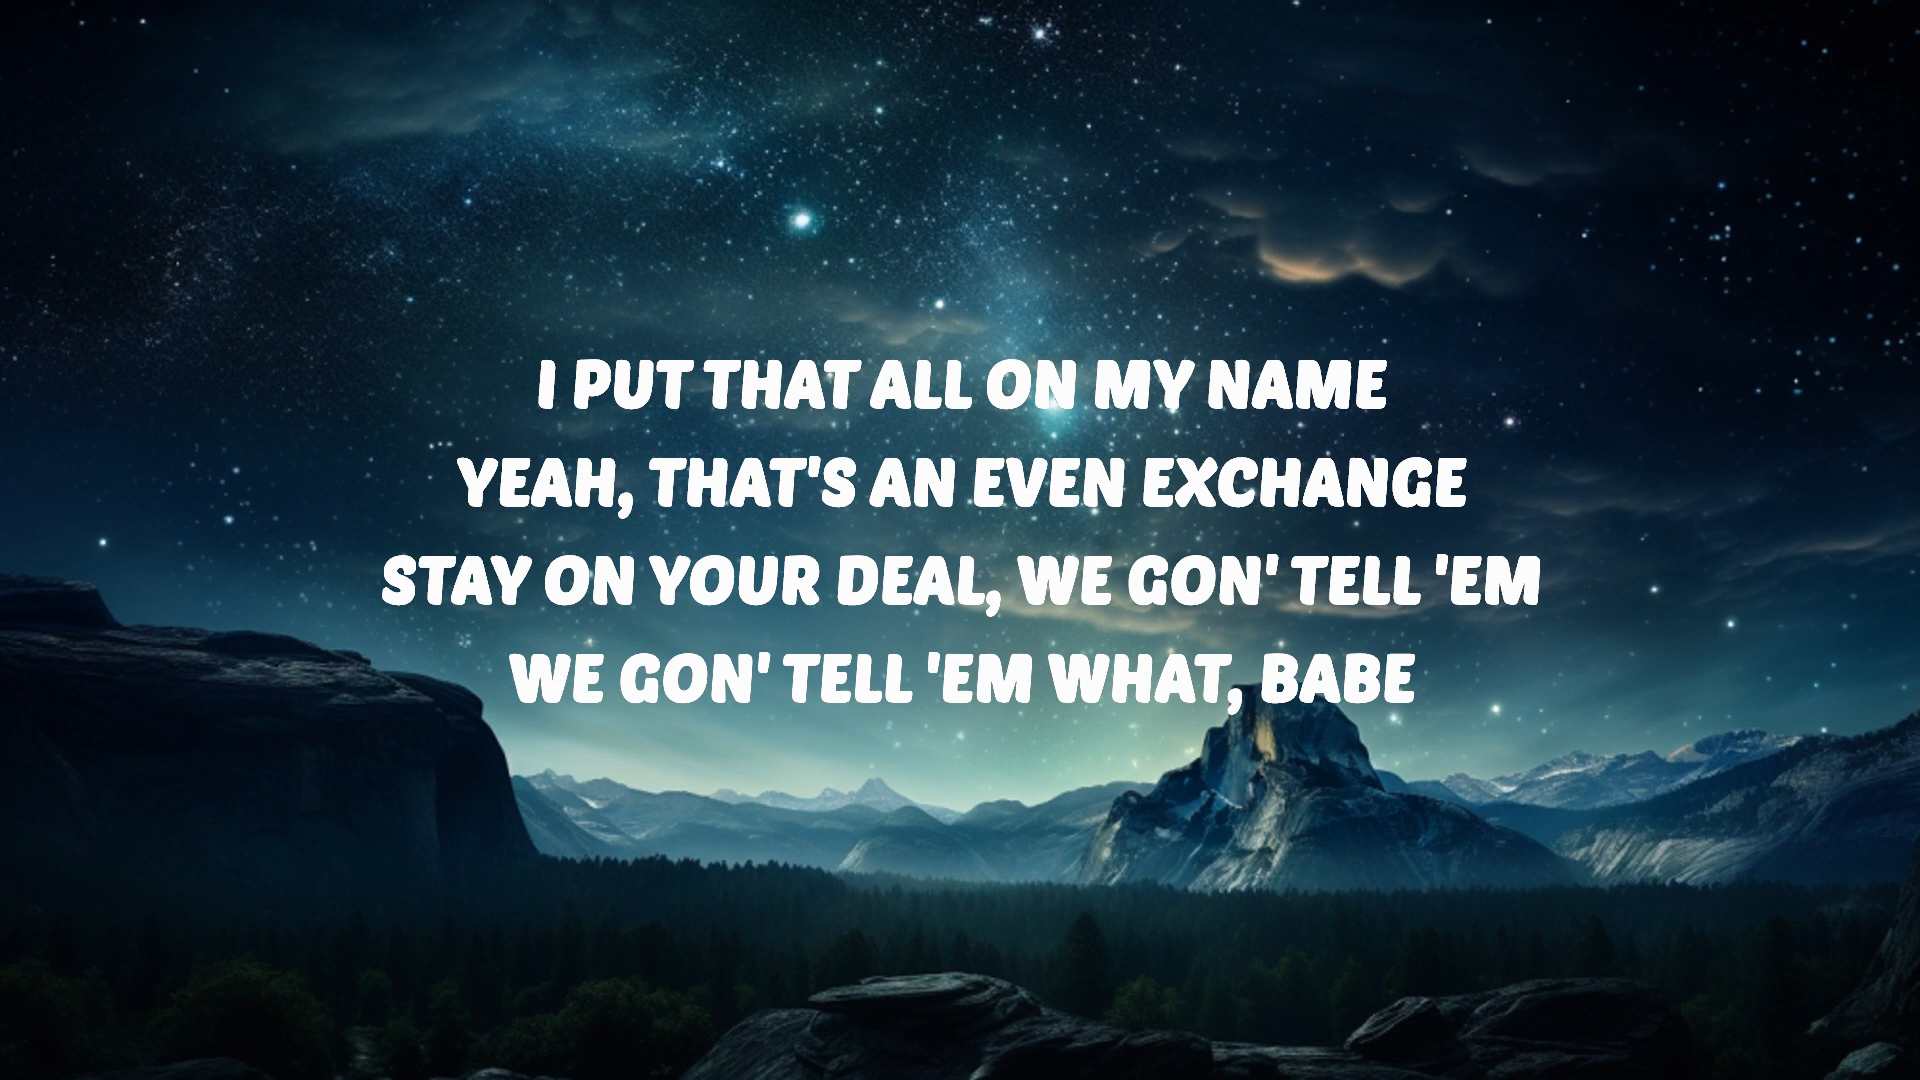 I PUT THAT ALL ON MY NAME
YEAH, THAT'S AN EVEN EXCHANGE
STAY ON YOUR DEAL, WE GON' TELL 'EM
WE GON' TELL 'EM WHAT, BABE